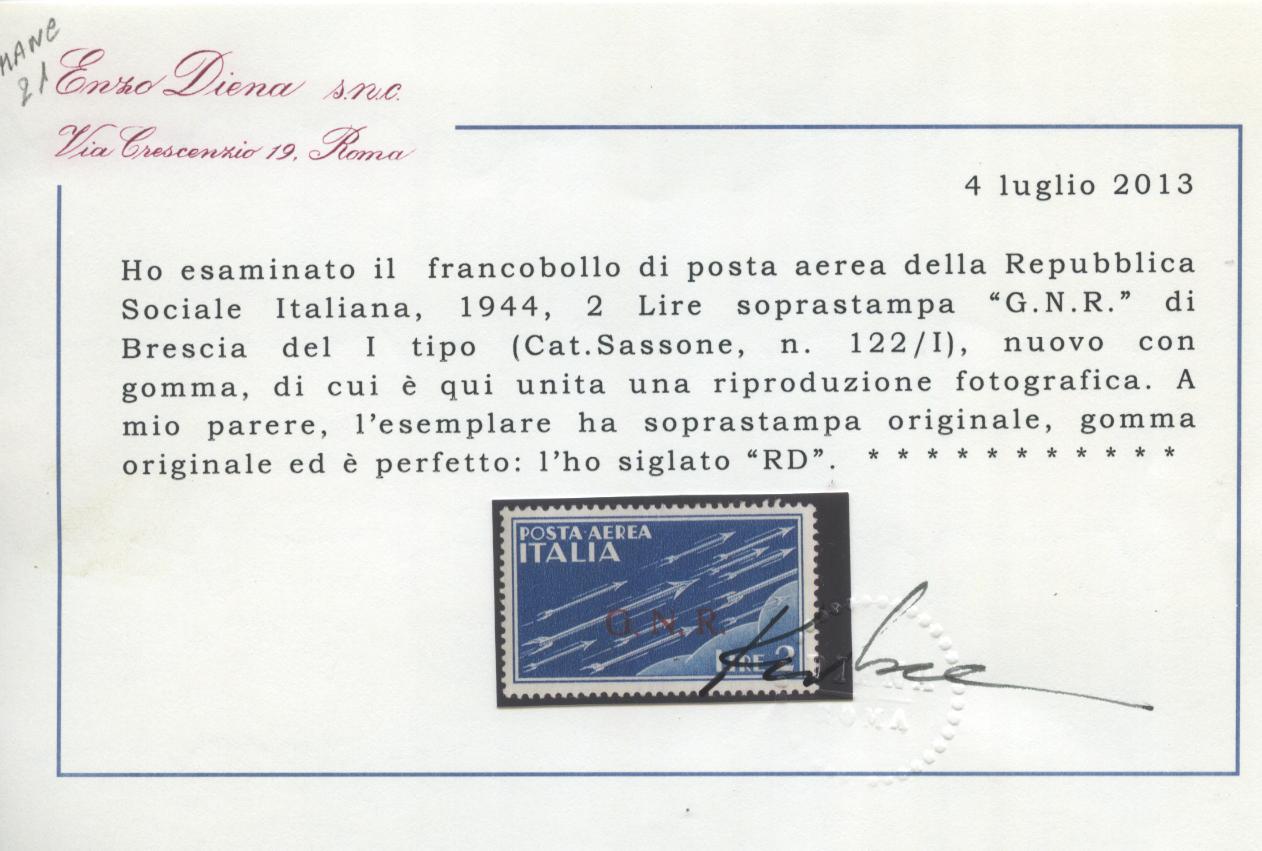 21
Enzo Diena s.n.c.
Via Crescenzio 19, Roma
4 luglio 2013
Ho esaminato il francobollo di posta aerea della Repubblica
Sociale Italiana, 1944, 2 Lire soprastampa “G.N.R.” di
Brescia del I tipo (Cat.Sassone, n. 122/I), nuovo con
gomma, di cui è qui unita una riproduzione fotografica. A
mio parere, l'esemplare ha soprastampa originale, gomma
originale ed è perfetto: l'ho siglato “RD”. * * * * * * * * * * *
POSTA·AEREA
ITALIA
G.N.R.
LIRE 2